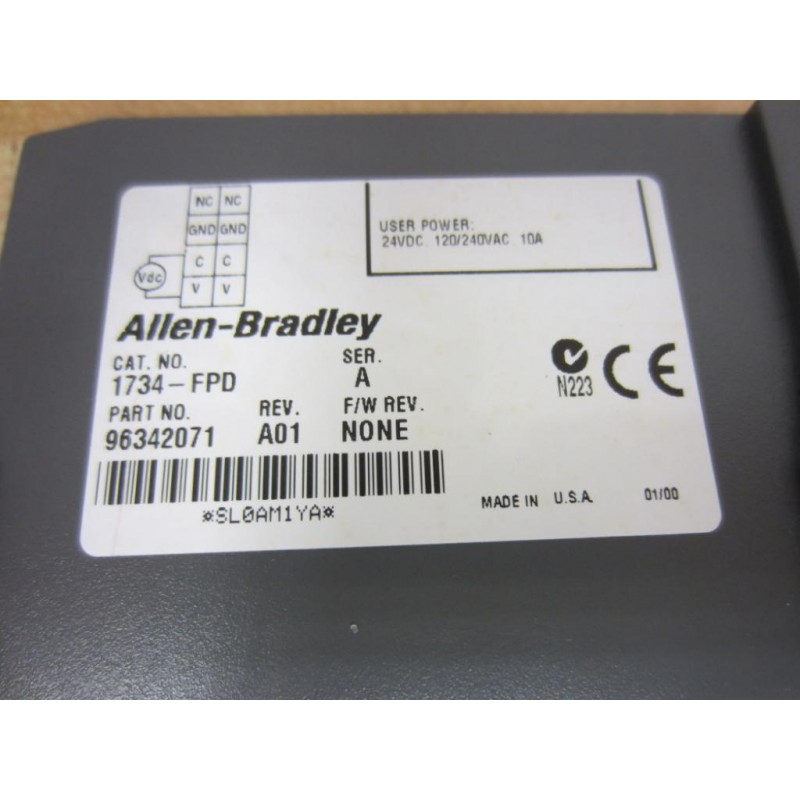 NC NC
GND GND
C C
Vdc
V V
USER POWER:
24VDC. 120/240VAC. 10A
Allen-Bradley
CAT. NO. SER.
1734-FPD A
PART NO. REV. F/W REV.
96342071 A01 NONE
N223
CE
*SL0AM1YA*
MADE IN U.S.A. 01/00